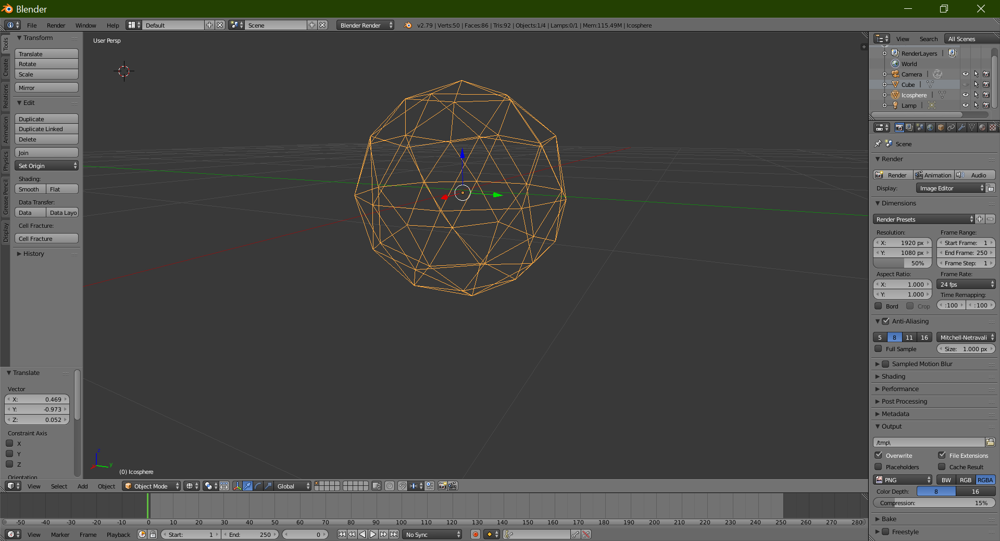 Blender
File Render Window Help Default Scene Blender Render v2.79 | Verts:50 | Faces:86 | Tris:92 | Objects:1/4 | Lamps:0/1 | Mem:115.49M | Icosphere
Tools
Create
Relations
Animation
Physics
Grease Pencil
Display
Transform
Translate
Rotate
Scale
Mirror
Edit
Duplicate
Duplicate Linked
Delete
Join
Set Origin
Shading:
Smooth Flat
Data Transfer:
Data Data Layo
Cell Fracture:
Cell Fracture
History
Translate
Vector
X: 0.469
Y: -0.973
Z: 0.052
Constraint Axis
X
Y
Z
Orientation
User Persp
z
y
(0) Icosphere
View Select Add Object Object Mode Global
-50 -40 -30 -20 -10 0 10 20 30 40 50 60 70 80 90 100 110 120 130 140 150 160 170 180 190 200 210 220 230 240 250 260 270 280
View Marker Frame Playback Start: 1 End: 250 0 No Sync
View Search All Scenes
RenderLayers
World
Camera
Cube
Icosphere
Lamp
Scene
Render
Render Animation Audio
Display: Image Editor
Dimensions
Render Presets
Resolution: Frame Range:
X: 1920 px Start Frame: 1
Y: 1080 px End Frame: 250
50% Frame Step: 1
Aspect Ratio: Frame Rate:
X: 1.000 24 fps
Y: 1.000 Time Remapping:
Bord Crop :100 :100
Anti-Aliasing
5 8 11 16 Mitchell-Netravali
Full Sample Size: 1.000 px
Sampled Motion Blur
Shading
Performance
Post Processing
Metadata
Output
/tmp\
Overwrite File Extensions
Placeholders Cache Result
PNG BW RGB RGBA
Color Depth: 8 16
Compression: 15%
Bake
Freestyle